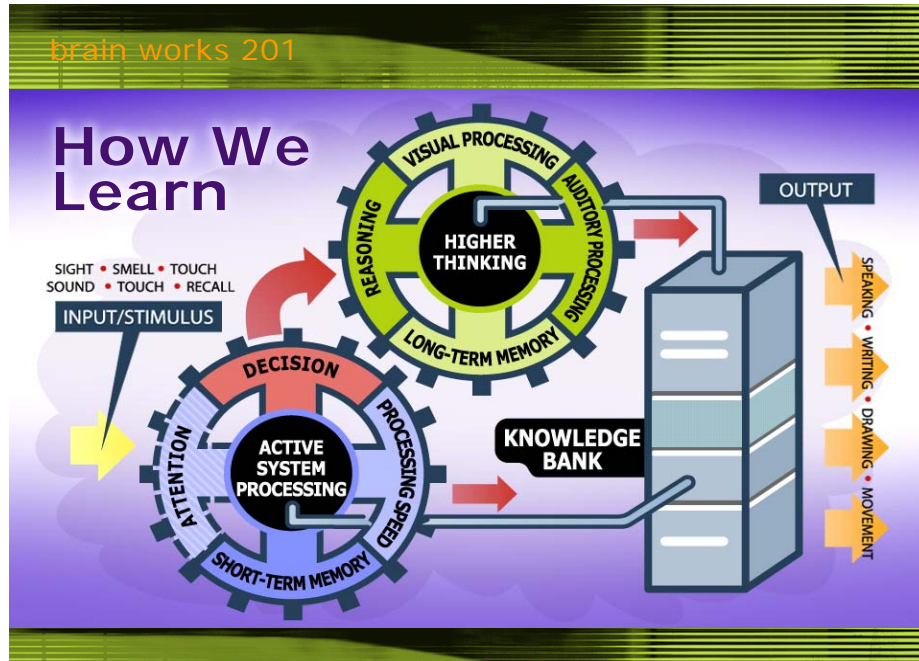 brain works 201
How We
Learn
SIGHT • SMELL • TOUCH
SOUND • TOUCH • RECALL
INPUT/STIMULUS
VISUAL PROCESSING
AUDITORY PROCESSING
REASONING
HIGHER
THINKING
LONG-TERM MEMORY
OUTPUT
SPEAKING • WRITING • DRAWING • MOVEMENT
DECISION
ATTENTION
PROCESSING SPEED
ACTIVE
SYSTEM
PROCESSING
SHORT-TERM MEMORY
KNOWLEDGE
BANK